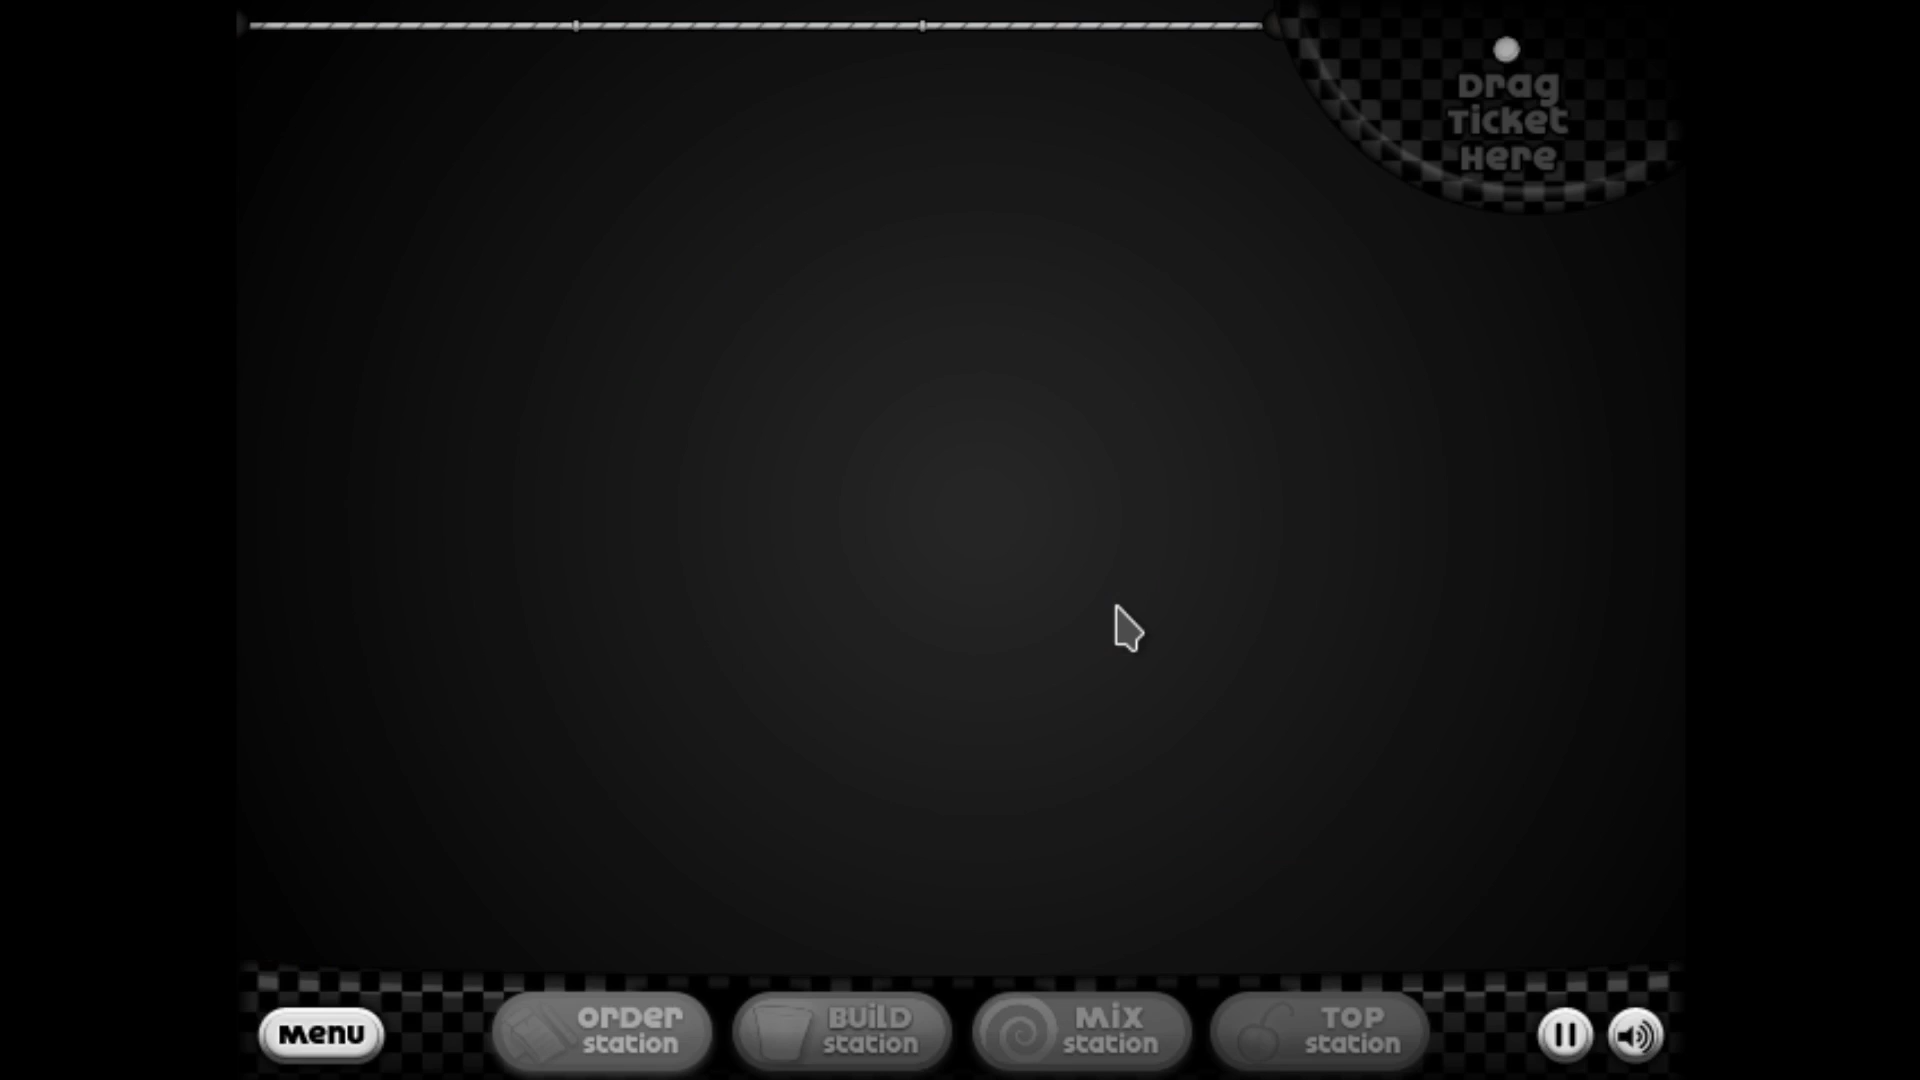 Drag
Ticket
Here
Menu
Order
station
Build
station
Mix
station
Top
station